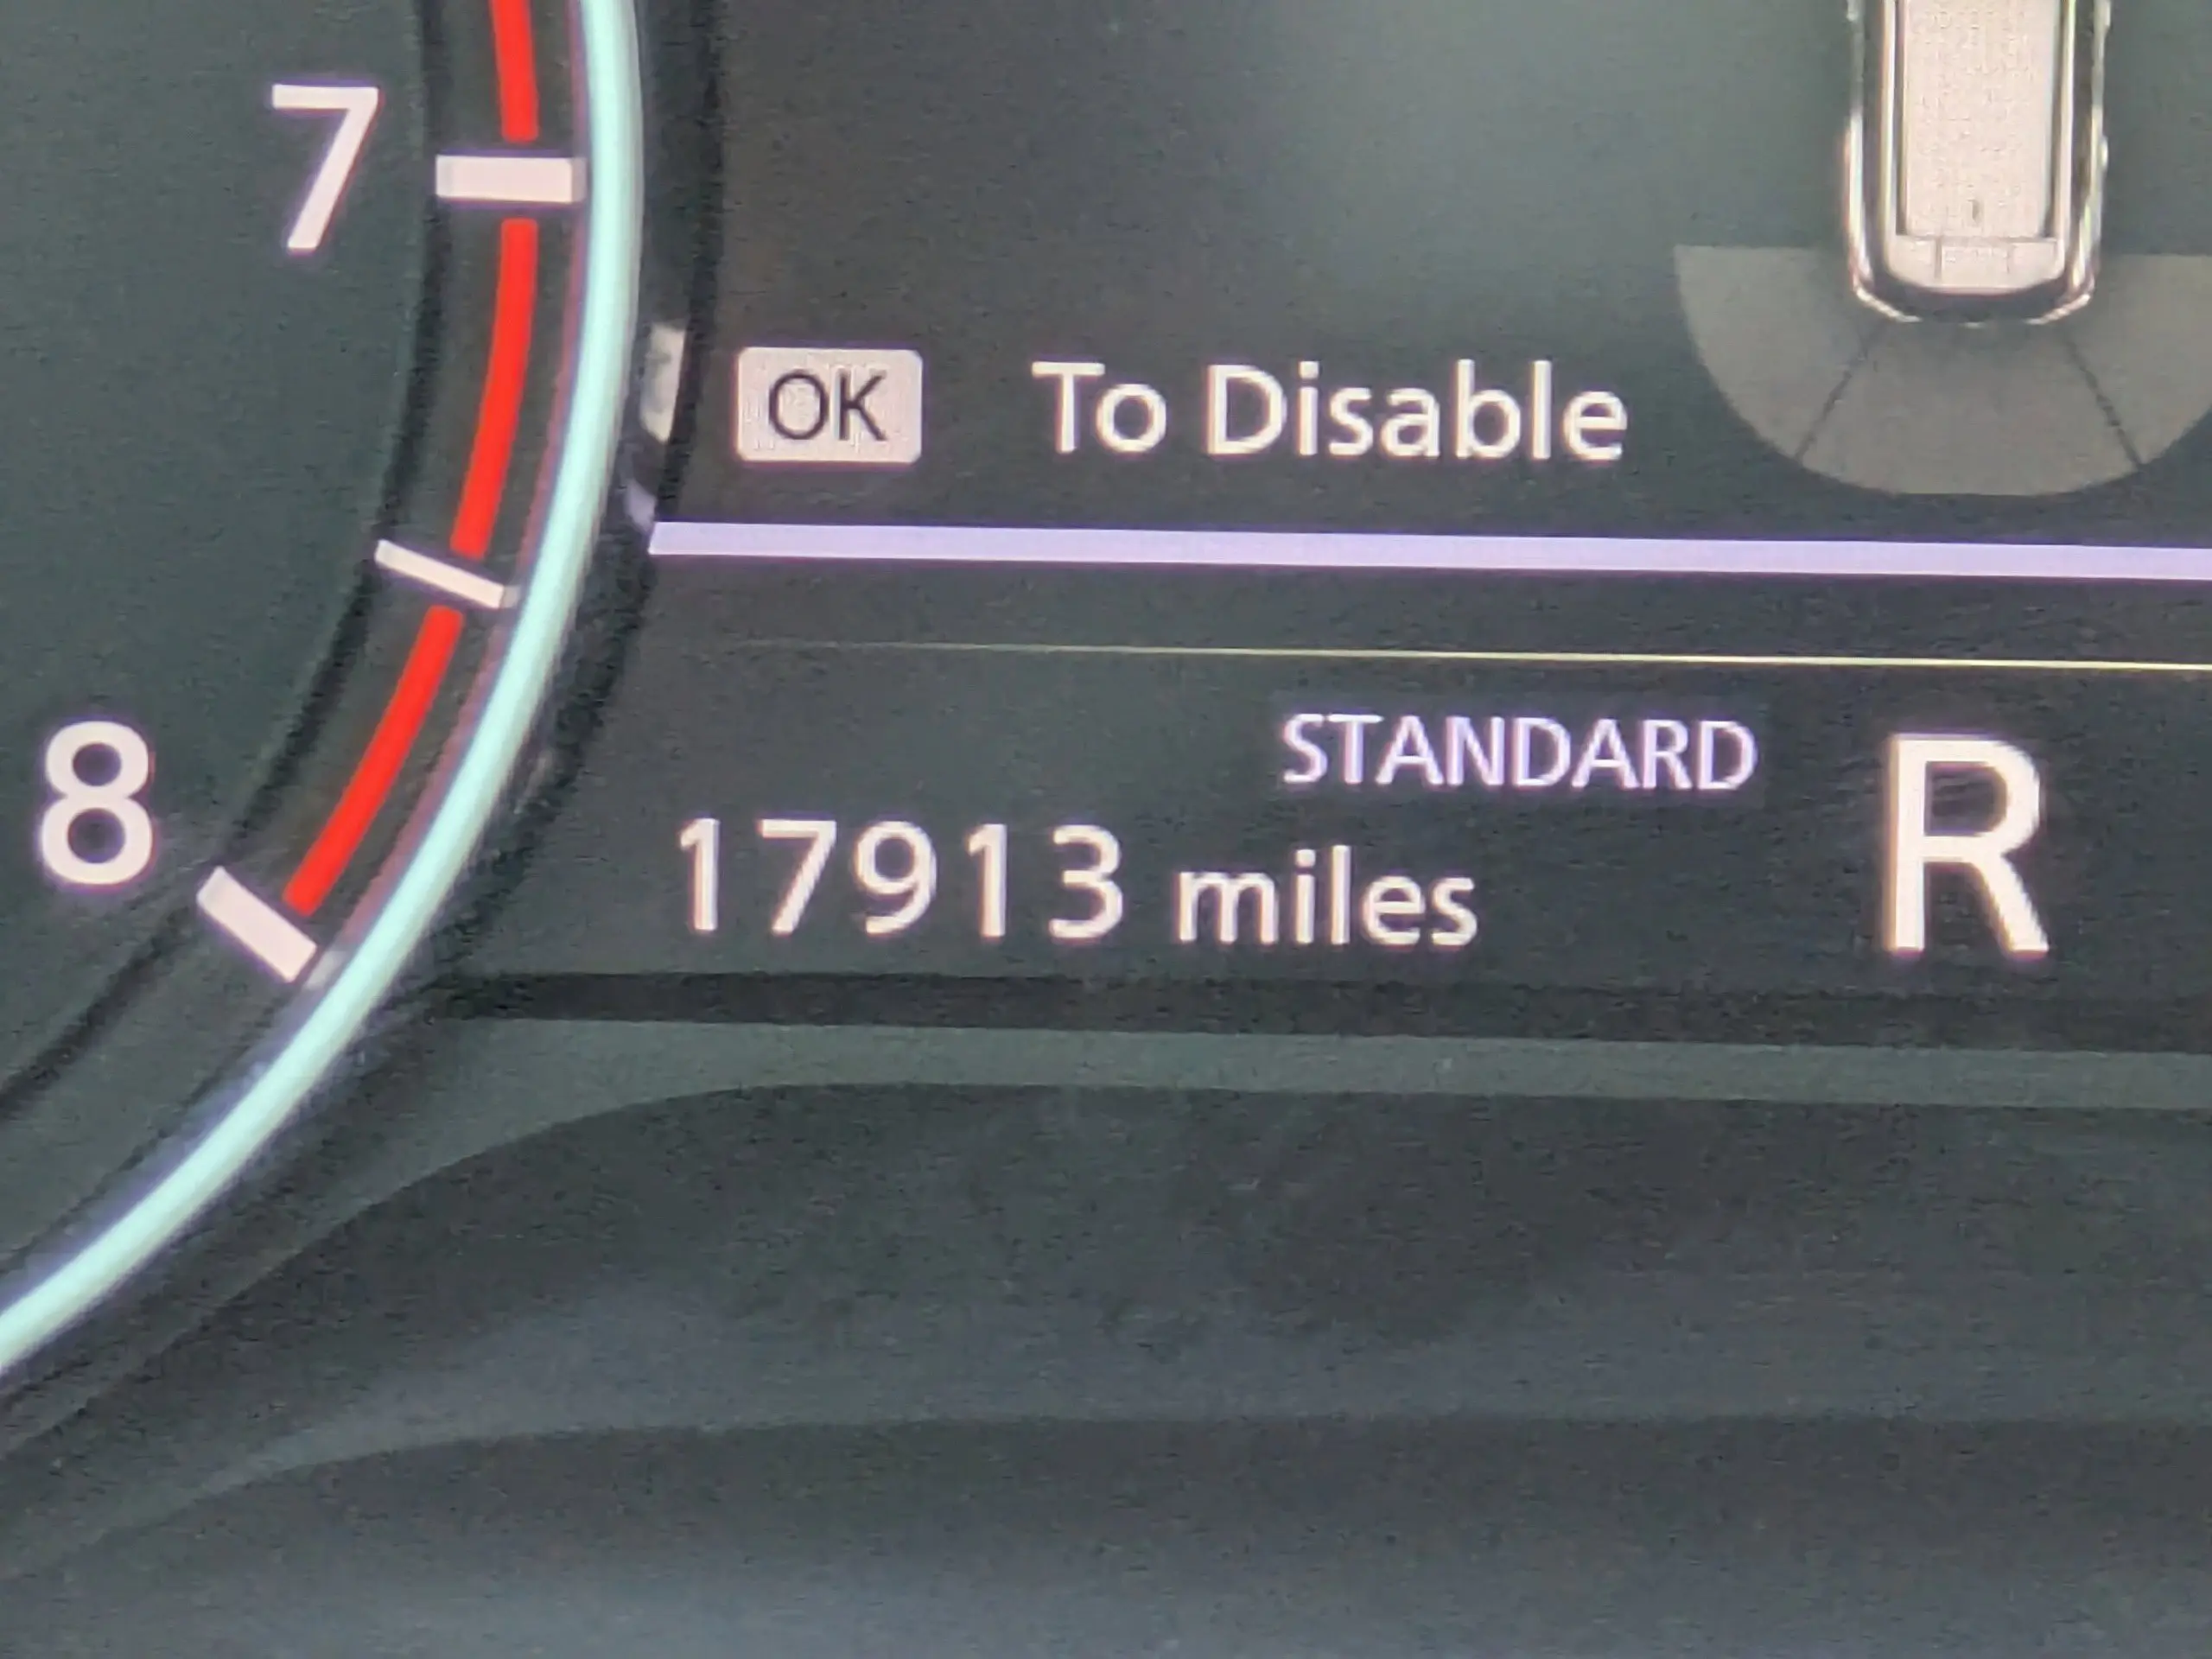 7
OK To Disable
STANDARD
8
17913 miles R